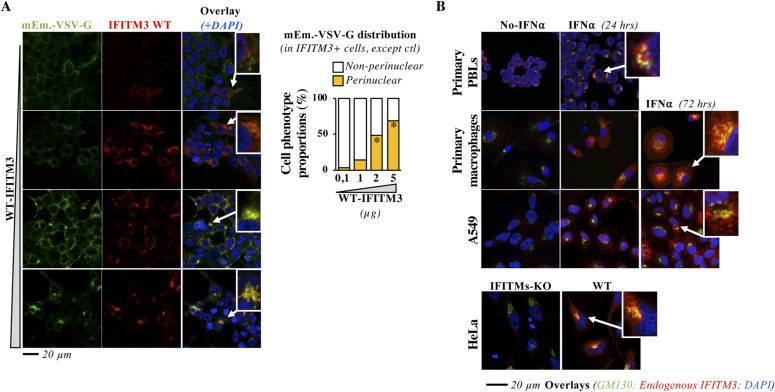 A
mEm.-VSV-G IFITM3 WT Overlay
(+DAPI)
WT-IFITM3
20 µm
mEm.-VSV-G distribution
(in IFITM3+ cells, except ctl)
Non-perinuclear
Perinuclear
Cell phenotype
proportions (%)
100
50
0
* *
0,1 1 2 5
WT-IFITM3
(µg)
B
No-IFNα IFNα (24 hrs)
Primary
PBLs
IFNα (72 hrs)
Primary
macrophages
A549
IFITMs-KO WT
HeLa
20 µm Overlays (GM130; Endogenous IFITM3; DAPI)